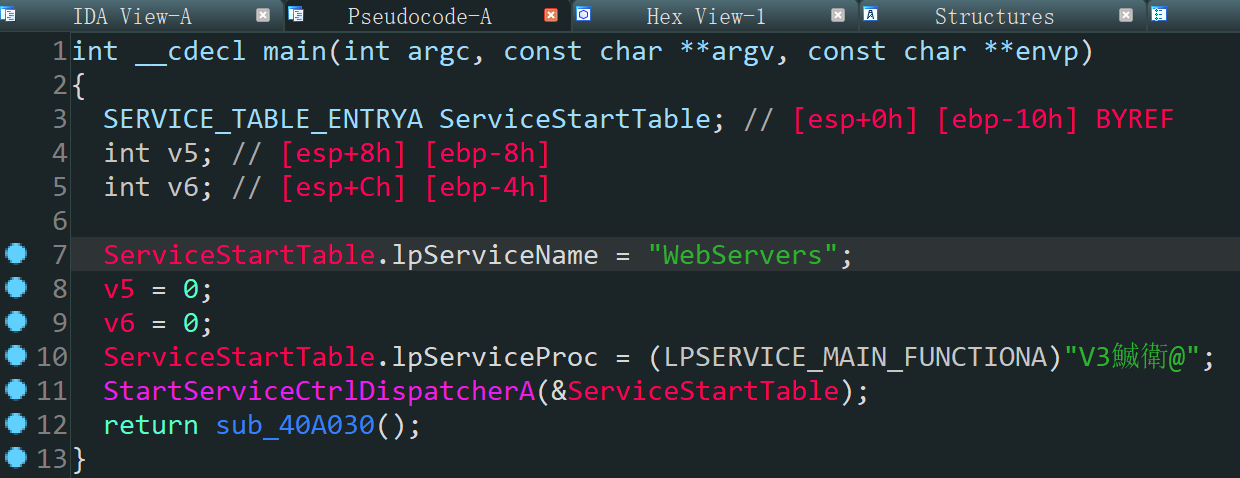 IDA View-A Pseudocode-A Hex View-1 Structures
1 int __cdecl main(int argc, const char **argv, const char **envp)
2 {
3 SERVICE_TABLE_ENTRYA ServiceStartTable; // [esp+0h] [ebp-10h] BYREF
4 int v5; // [esp+8h] [ebp-8h]
5 int v6; // [esp+Ch] [ebp-4h]
6
7 ServiceStartTable.lpServiceName = "WebServers";
8 v5 = 0;
9 v6 = 0;
10 ServiceStartTable.lpServiceProc = (LPSERVICE_MAIN_FUNCTIONA)"V3鰄衛@";
11 StartServiceCtrlDispatcherA(&ServiceStartTable);
12 return sub_40A030();
13 }